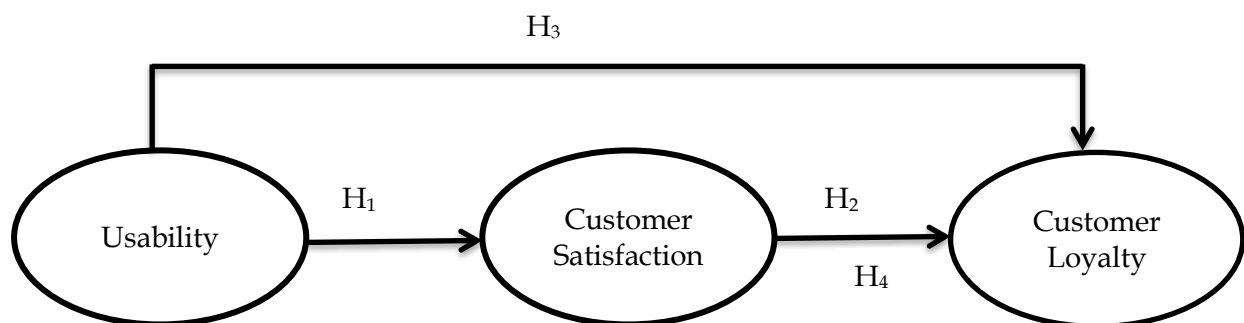 H₃
Usability
H₁
Customer
Satisfaction
H₂
H₄
Customer
Loyalty